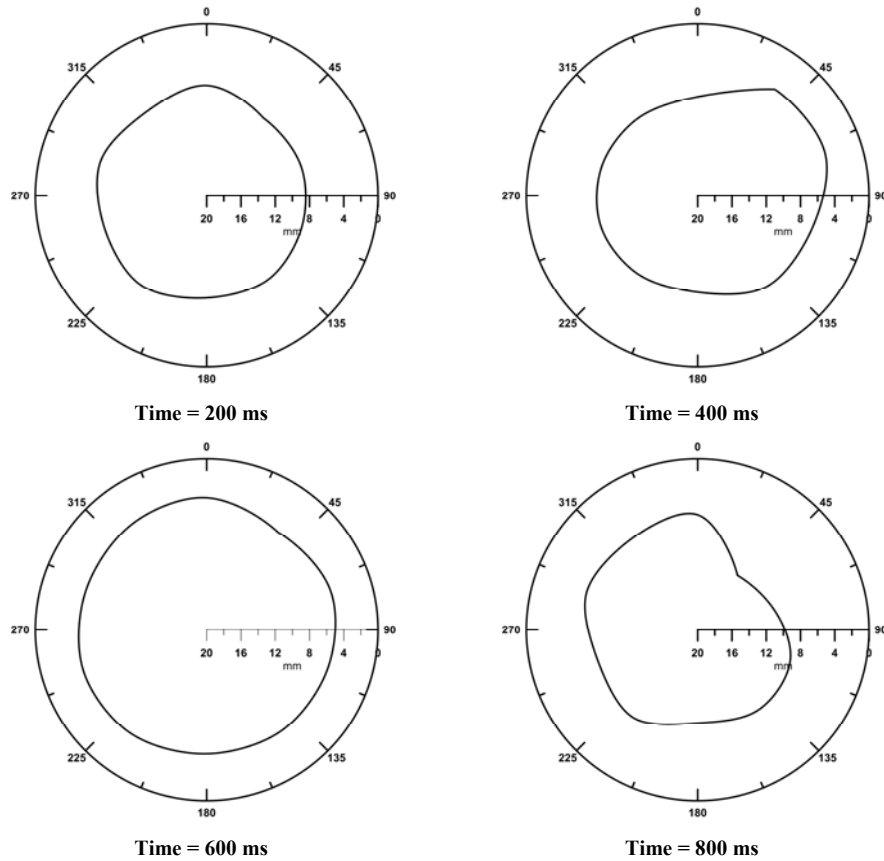 0 0
315 45 315 45
270 90 270 90
20 16 12 8 4 0 20 16 12 8 4 0
mm mm
225 135 225 135
180 180
Time = 200 ms Time = 400 ms
0 0
315 45 315 45
270 90 270 90
20 16 12 8 4 0 20 16 12 8 4 0
mm mm
225 135 225 135
180 180
Time = 600 ms Time = 800 ms